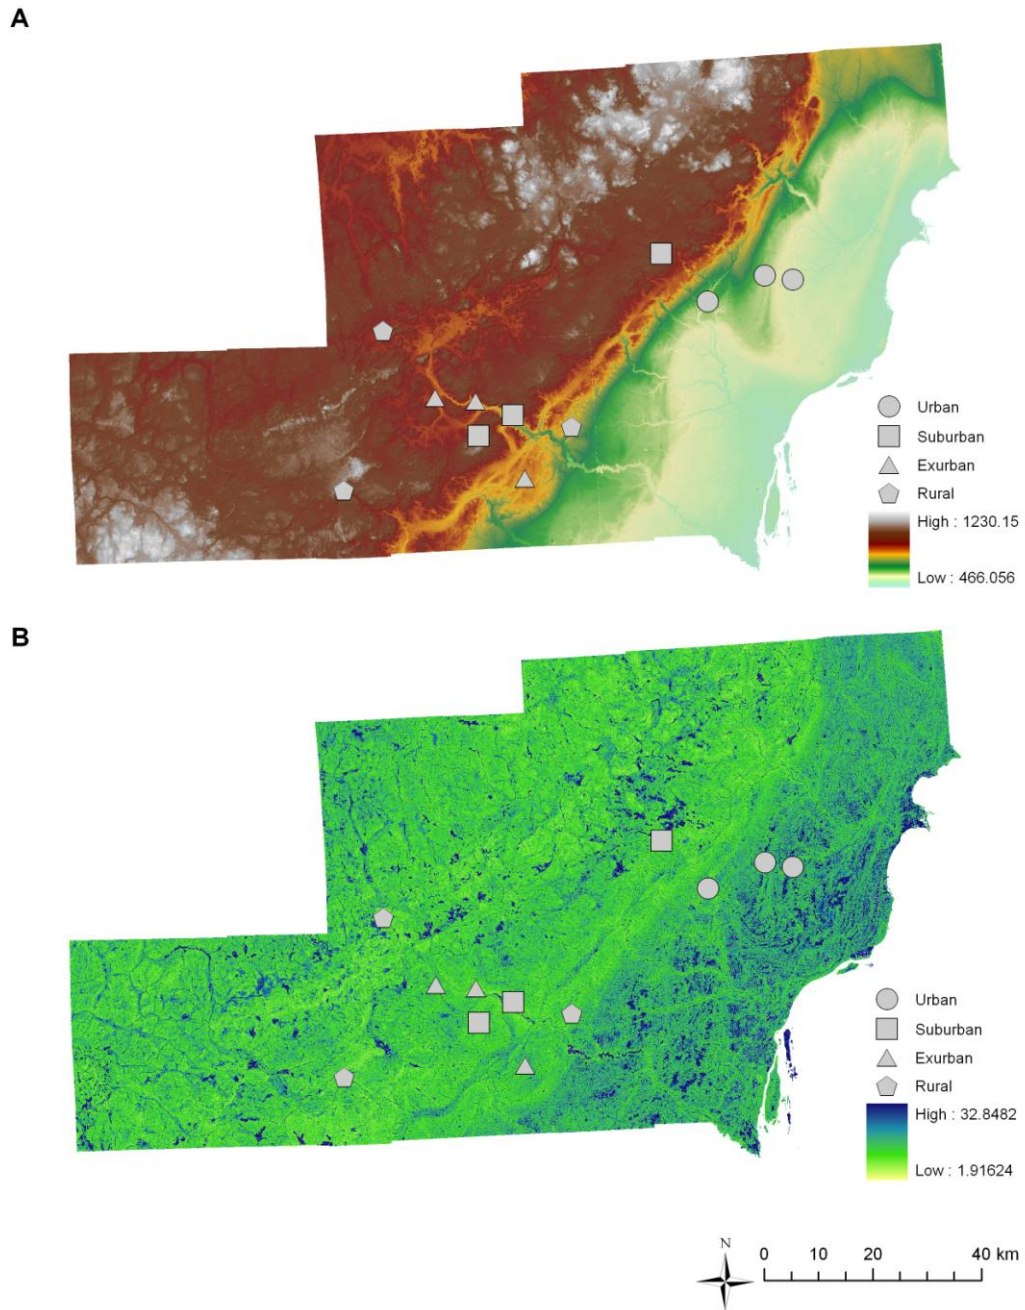 A
Urban
Suburban
Exurban
Rural
High : 1230.15
Low : 466.056
B
Urban
Suburban
Exurban
Rural
High : 32.8482
Low : 1.91624
N
0 10 20 40 km